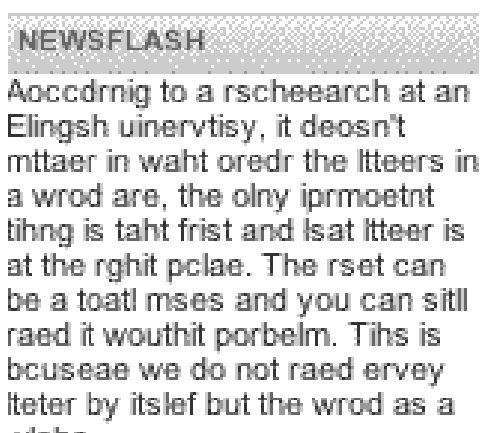 NEWSFLASH
Aoccdrnig to a rscheearch at an
Elingsh uinervtisy, it deosn't
mttaer in waht oredr the ltteers in
a wrod are, the olny iprmoetnt
tihng is taht frist and lsat ltteer is
at the rghit pclae. The rset can
be a toatl mses and you can sitll
raed it wouthit porbelm. Tihs is
bcuseae we do not raed ervey
lteter by itslef but the wrod as a